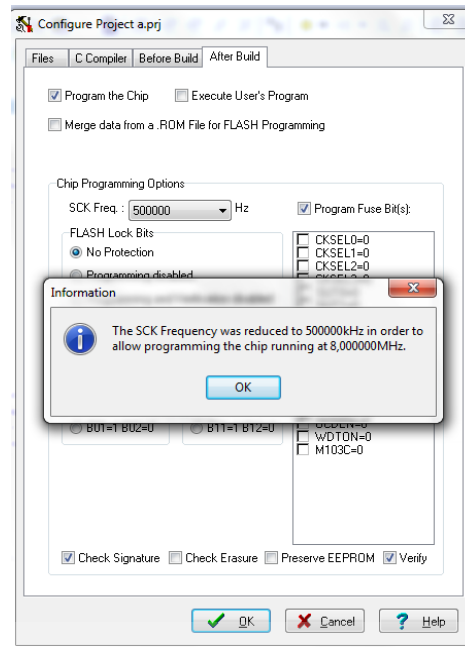 Configure Project a.prj
Files C Compiler Before Build After Build
Program the Chip Execute User's Program
Merge data from a .ROM File for FLASH Programming
Chip Programming Options
SCK Freq. : 500000 Hz Program Fuse Bit(s):
FLASH Lock Bits
No Protection
Programming disabled
CKSEL0=0
CKSEL1=0
CKSEL2=0
Information
The SCK Frequency was reduced to 500000kHz in order to
allow programming the chip running at 8,000000MHz.
OK
B01=1 B02=0 B11=1 B12=0
WDTON=0
M103C=0
Check Signature Check Erasure Preserve EEPROM Verify
OK Cancel Help